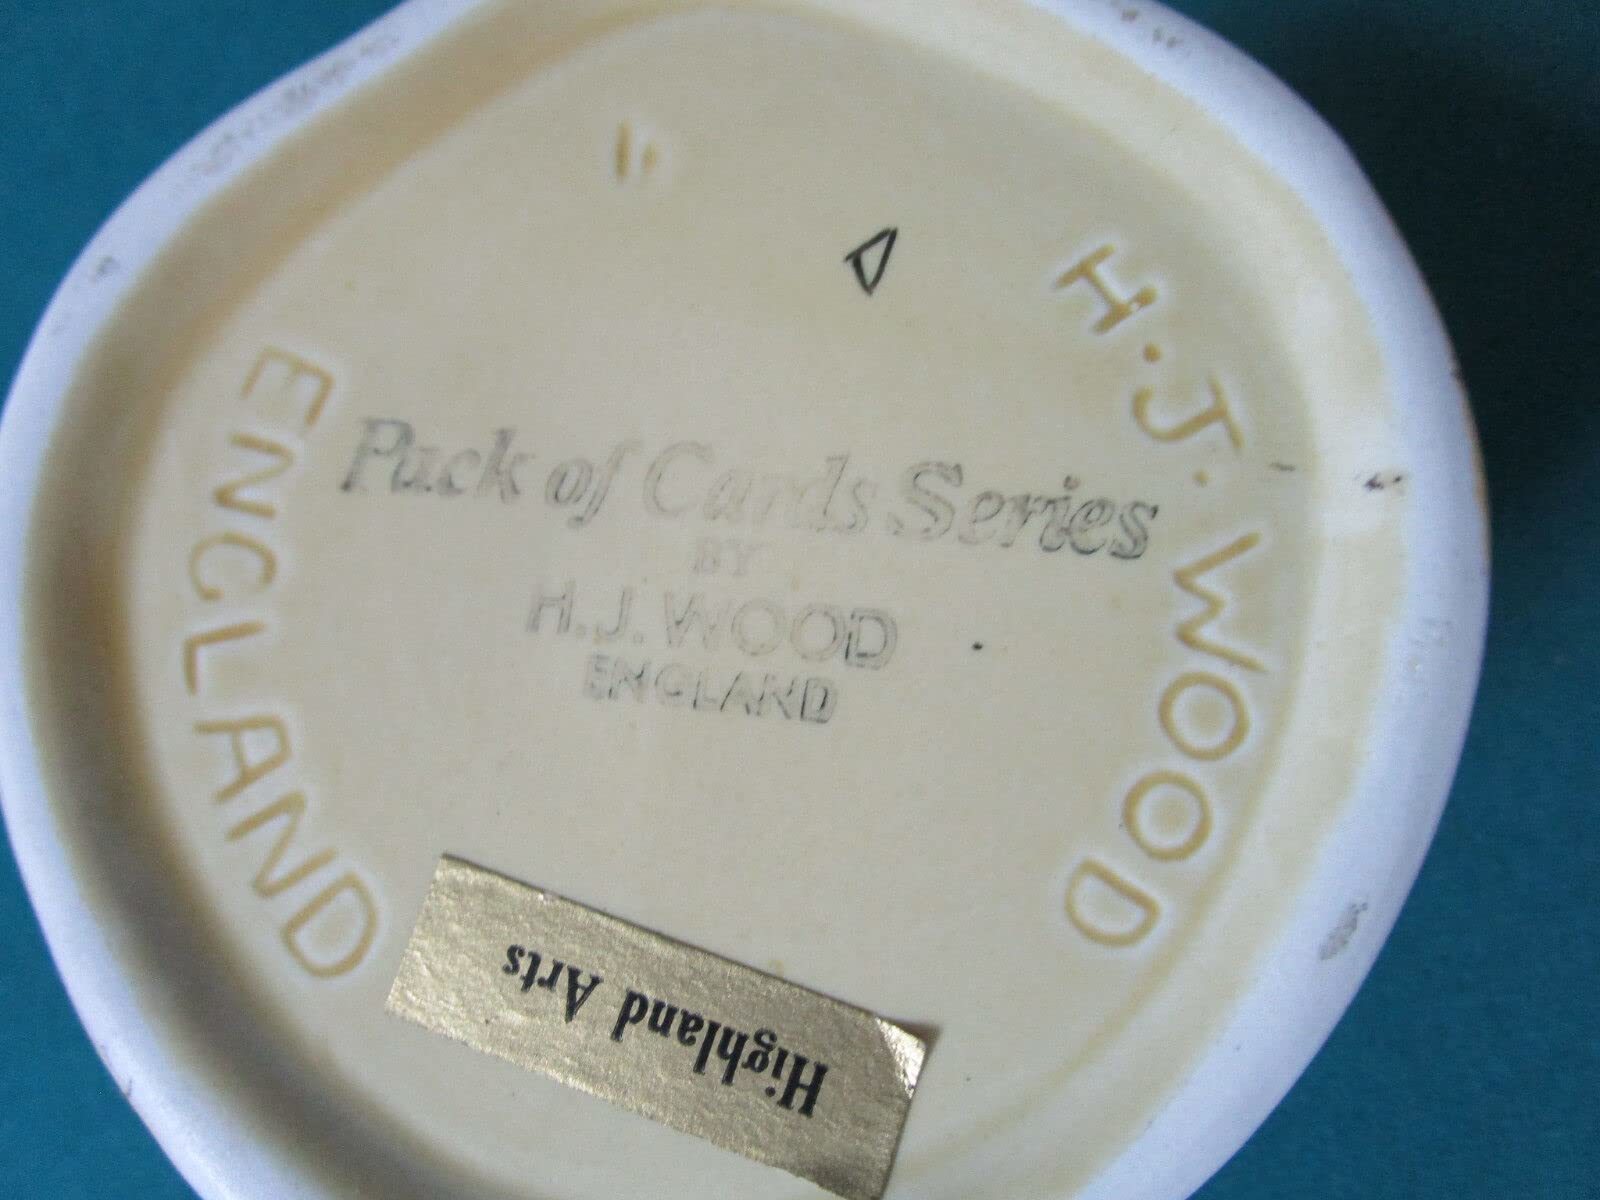 H.J. WOOD
ENGLAND
Pack of Cards Series
BY
H.J. WOOD
ENGLAND
Highland Arts